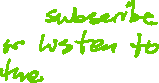 subscribe
or listen to
the